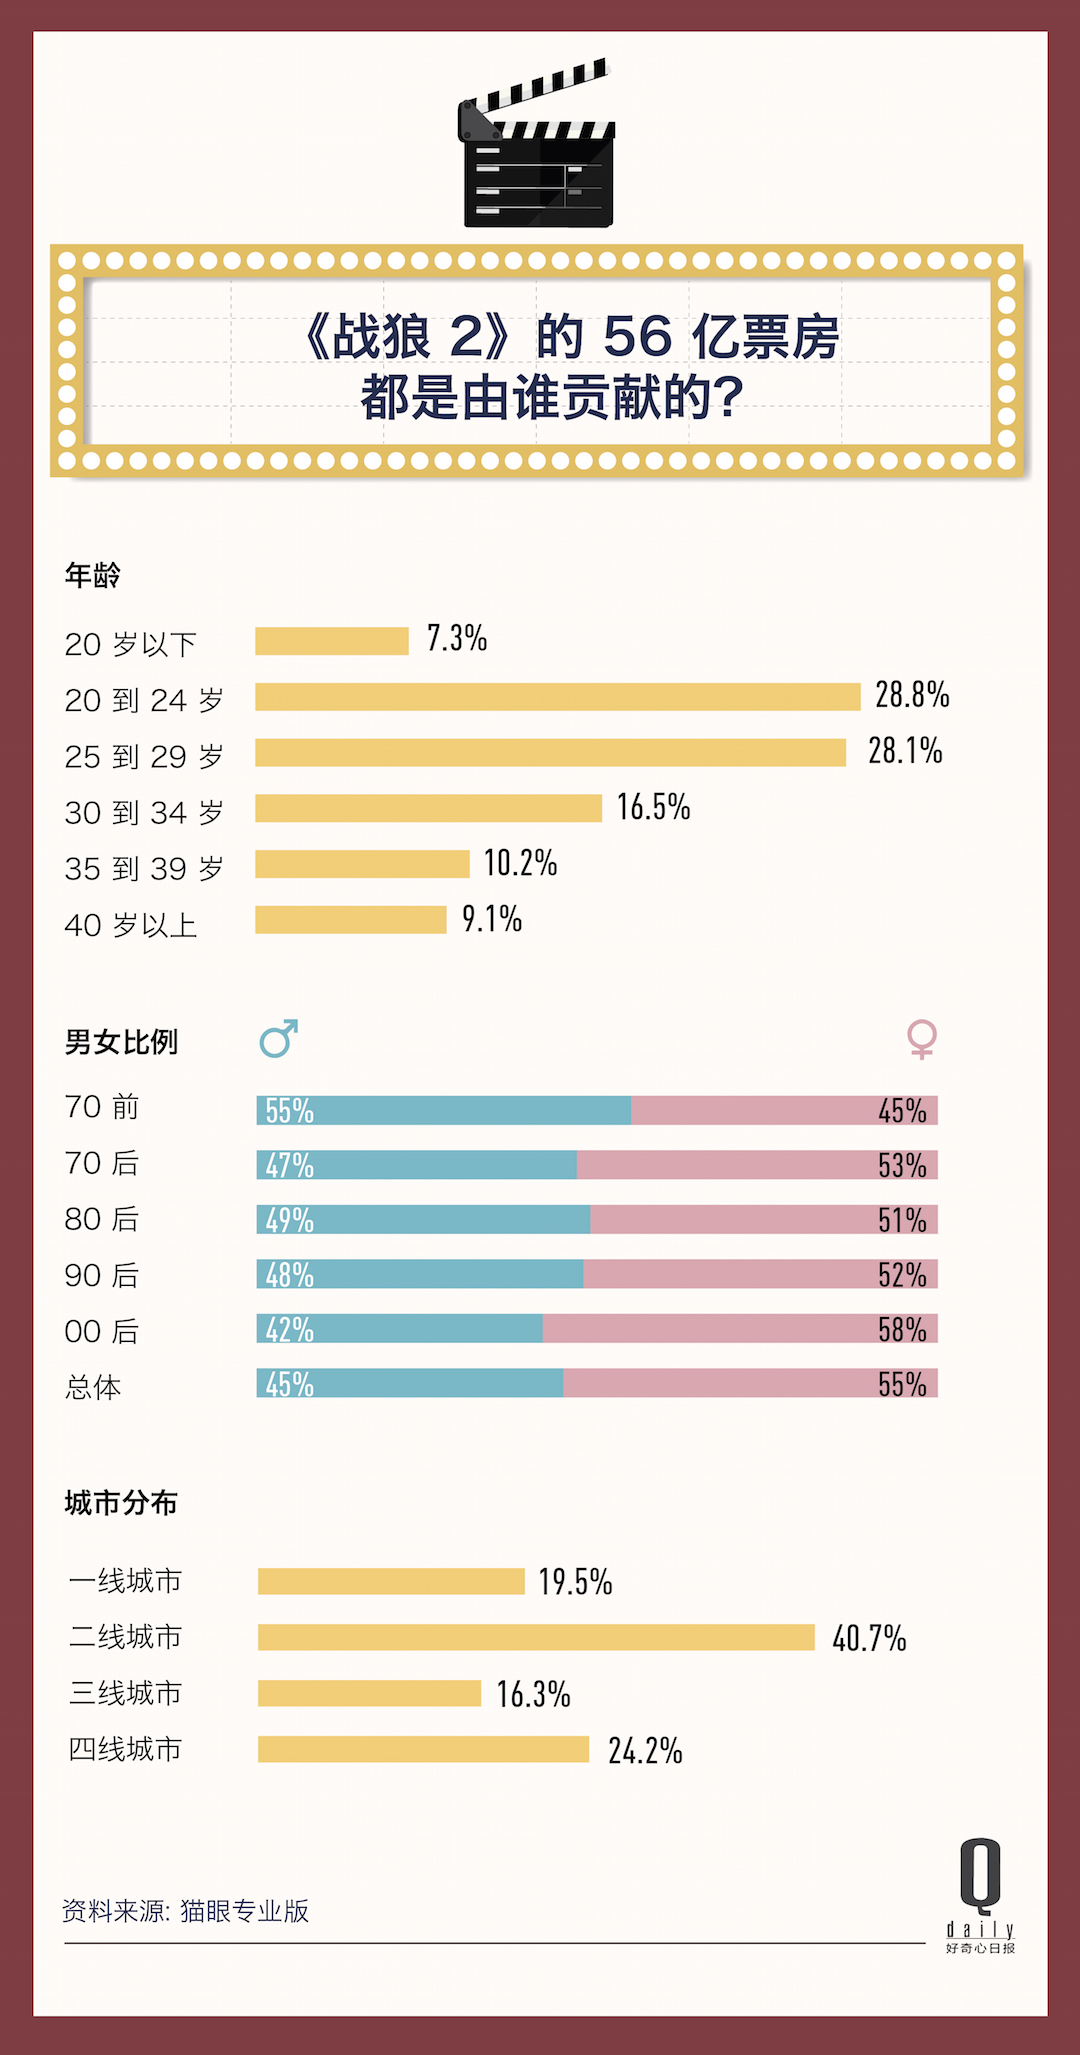 《战狼 2》的 56 亿票房
都是由谁贡献的?
年龄
20 岁以下 7.3%
20 到 24 岁 28.8%
25 到 29 岁 28.1%
30 到 34 岁 16.5%
35 到 39 岁 10.2%
40 岁以上 9.1%
男女比例 ♂ ♀
70 前 55% 45%
70 后 47% 53%
80 后 49% 51%
90 后 48% 52%
00 后 42% 58%
总体 45% 55%
城市分布
一线城市 19.5%
二线城市 40.7%
三线城市 16.3%
四线城市 24.2%
资料来源: 猫眼专业版
Q
daily
好奇心日报